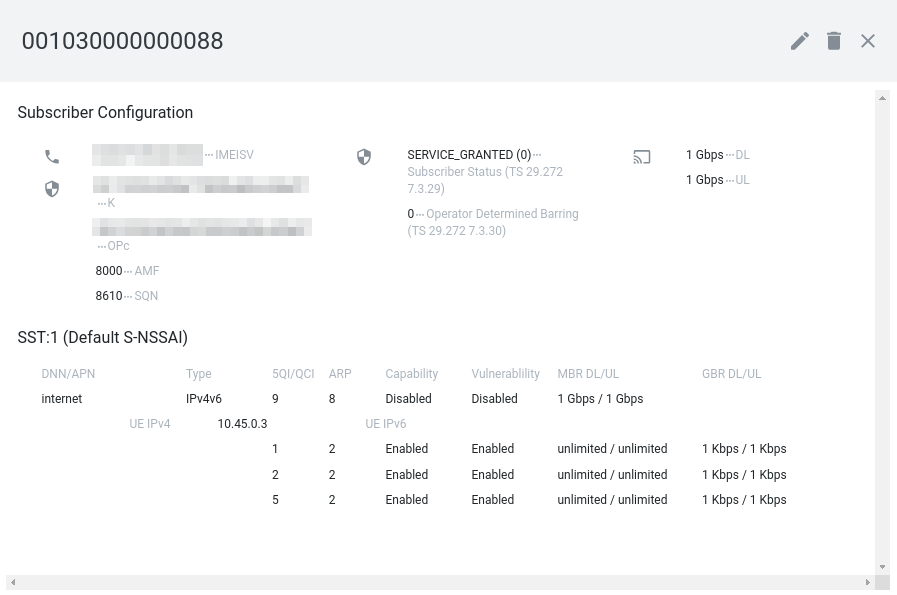 001030000000088
Subscriber Configuration
···IMEISV
···K
···OPc
8000···AMF
8610···SQN
SERVICE_GRANTED (0)···
Subscriber Status (TS 29.272
7.3.29)
0···Operator Determined Barring
(TS 29.272 7.3.30)
1 Gbps···DL
1 Gbps···UL
SST:1 (Default S-NSSAI)
DNN/APN Type 5QI/QCI ARP Capability Vulnerablility MBR DL/UL GBR DL/UL
internet IPv4v6 9 8 Disabled Disabled 1 Gbps / 1 Gbps
UE IPv4 10.45.0.3 UE IPv6
1 2 Enabled Enabled unlimited / unlimited 1 Kbps / 1 Kbps
2 2 Enabled Enabled unlimited / unlimited 1 Kbps / 1 Kbps
5 2 Enabled Enabled unlimited / unlimited 1 Kbps / 1 Kbps